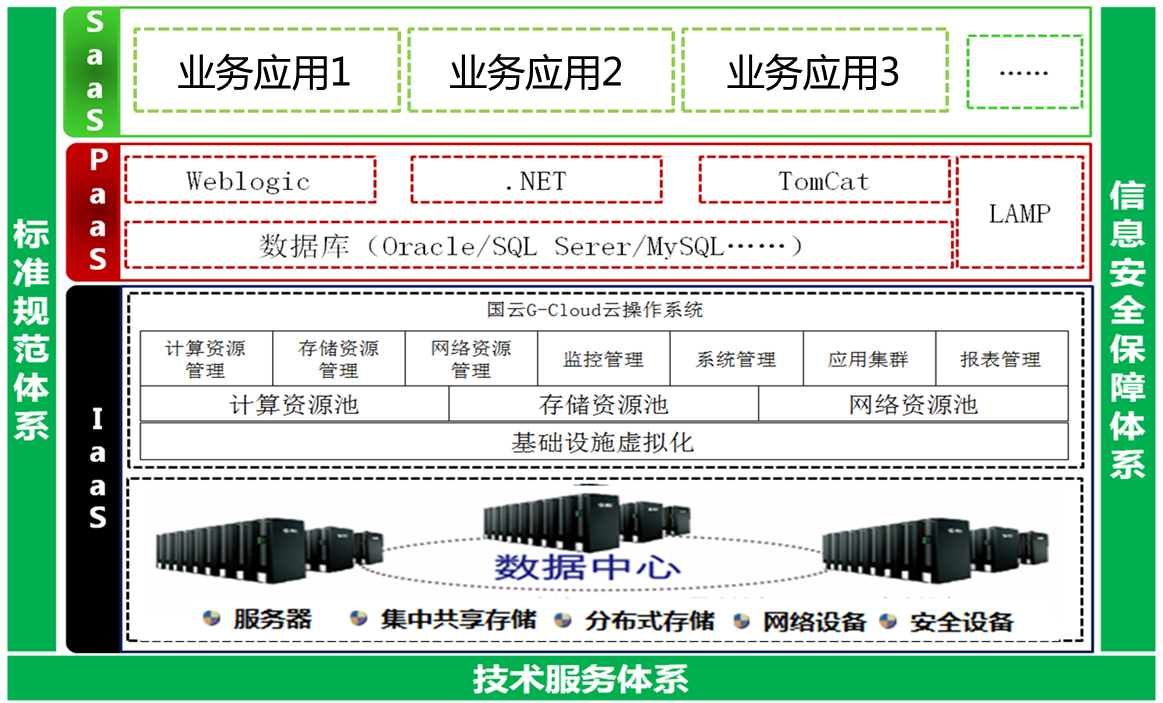 标准规范体系
SaaS
业务应用1
业务应用2
业务应用3
……
PaaS
Weblogic
.NET
TomCat
LAMP
数据库（Oracle/SQL Serer/MySQL……）
IaaS
国云G-Cloud云操作系统
计算资源
管理
存储资源
管理
网络资源
管理
监控管理
系统管理
应用集群
报表管理
计算资源池
存储资源池
网络资源池
基础设施虚拟化
数据中心
服务器
集中共享存储
分布式存储
网络设备
安全设备
信息安全保障体系
技术服务体系